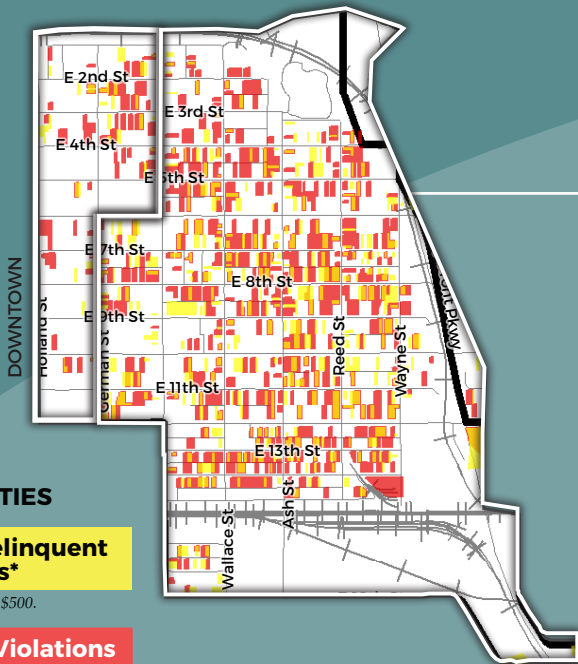 E 2nd St
E 3rd St
E 4th St
E 5th St
E 7th St
E 8th St
E 9th St
E 11th St
E 13th St
DOWNTOWN
Holland St
German St
Reed St
Wayne St
Pkwy
Ash St
Wallace St
TIES
elinquent
s*
$500.
Violations